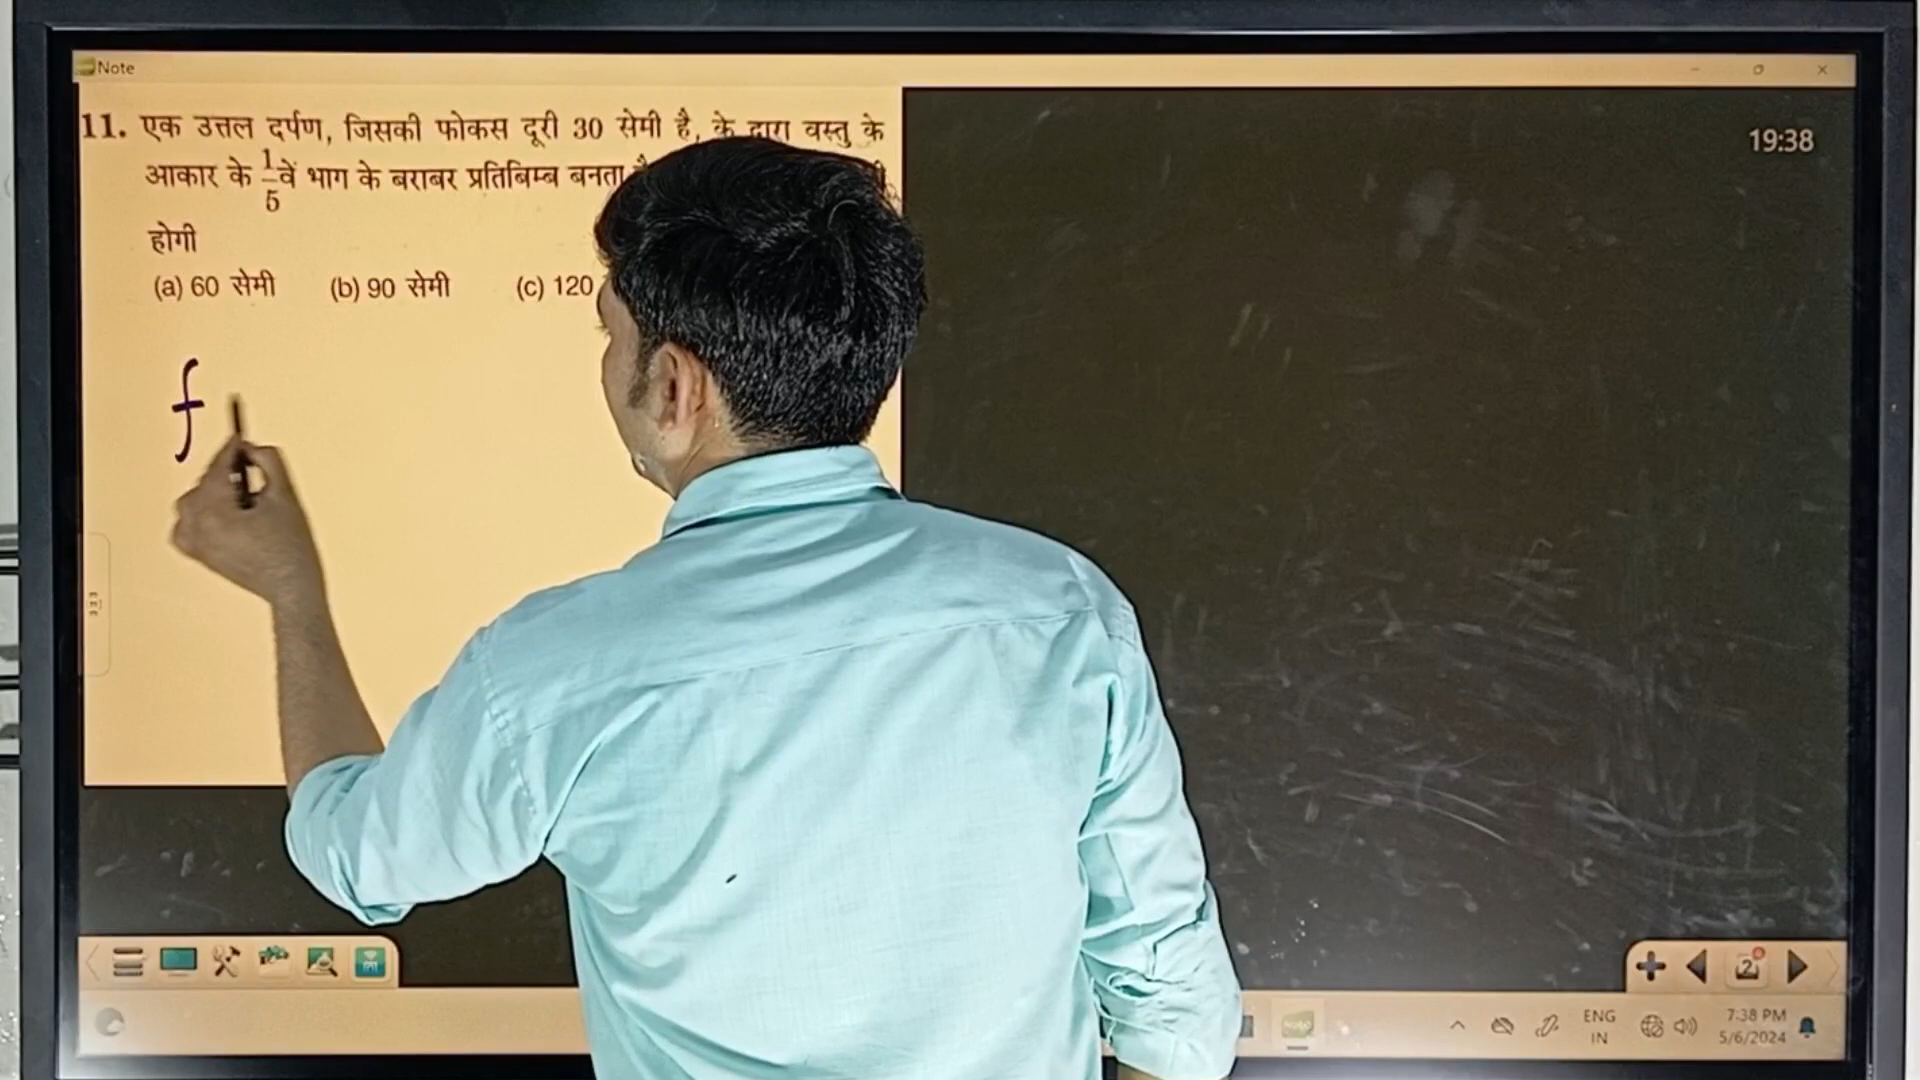 Note
19:38
11. एक उत्तल दर्पण, जिसकी फोकस दूरी 30 सेमी है, के द्वारा वस्तु के
आकार के 1/5 वें भाग के बराबर प्रतिबिम्ब बनता
होगी
(a) 60 सेमी (b) 90 सेमी (c) 120
f
2
ENG
IN
7:38 PM
5/6/2024